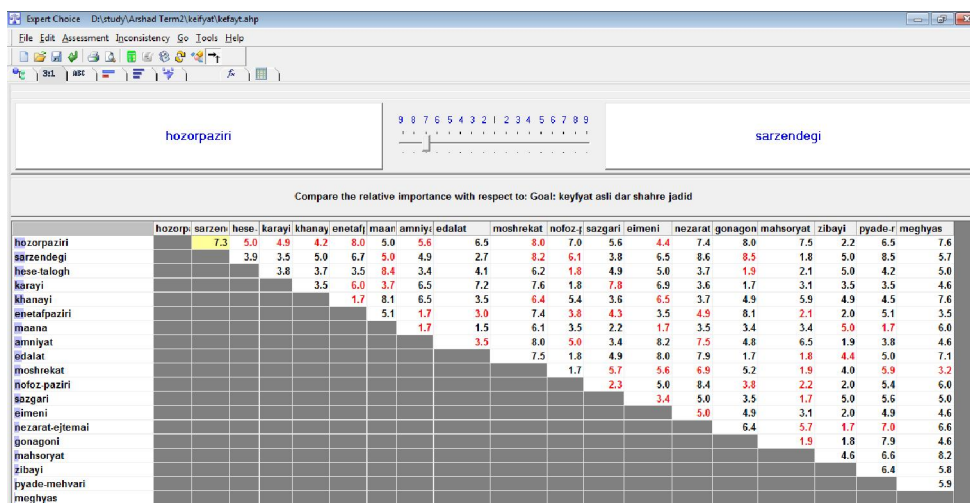 Expert Choice D:\study\Arshad Term2\keifyat\kefayt.ahp
File Edit Assessment Inconsistency Go Tools Help
3:1 ABC
hozorpaziri
9 8 7 6 5 4 3 2 1 2 3 4 5 6 7 8 9
sarzendegi
Compare the relative importance with respect to: Goal: keyfyat asli dar shahre jadid
hozorp sarzen hese- karayi khanay enetafp maan amniya edalat moshrekat nofoz-p sazgari eimeni nezarat gonagon mahsoryat zibayi pyade-m meghyas
hozorpaziri 7.3 5.0 4.9 4.2 8.0 5.0 5.6 6.5 8.0 7.0 5.6 4.4 7.4 8.0 7.5 2.2 6.5 7.6
sarzendegi 3.9 3.5 5.0 6.7 5.0 4.9 2.7 8.2 6.1 3.8 6.5 8.6 8.5 1.8 5.0 8.5 5.7
hese-talogh 3.8 3.7 3.5 8.4 3.4 4.1 6.2 1.8 4.9 5.0 3.7 1.9 2.1 5.0 4.2 5.0
karayi 3.5 6.0 3.7 6.5 7.2 7.6 1.8 7.8 6.9 3.6 1.7 3.1 3.5 3.5 4.6
khanayi 1.7 8.1 6.5 3.5 6.4 5.4 3.6 6.5 3.7 4.9 5.9 4.9 4.5 7.6
enetafpaziri 5.1 1.7 3.0 7.4 3.8 4.3 3.5 4.9 8.1 2.1 2.0 5.1 3.5
maana 1.7 1.5 6.1 3.5 2.2 1.7 3.5 3.4 3.4 5.0 1.7 6.0
amniyat 3.5 8.0 5.0 3.4 8.2 7.5 4.8 6.5 1.9 3.8 4.6
edalat 7.5 1.8 4.9 8.0 7.9 1.7 1.8 4.4 5.0 7.1
moshrekat 1.7 5.7 5.6 6.9 5.2 1.9 4.0 5.9 3.2
nofoz-paziri 2.3 5.0 8.4 3.8 2.2 2.0 5.4 6.0
sazgari 3.4 5.0 3.5 1.7 5.0 5.6 5.0
eimeni 5.0 4.9 3.1 2.0 4.9 4.6
nezarat-ejtemai 6.4 5.7 1.7 7.0 6.6
gonagoni 1.9 1.8 7.9 4.6
mahsoryat 4.6 6.6 8.2
zibayi 6.4 5.8
pyade-mehvari 5.9
meghyas